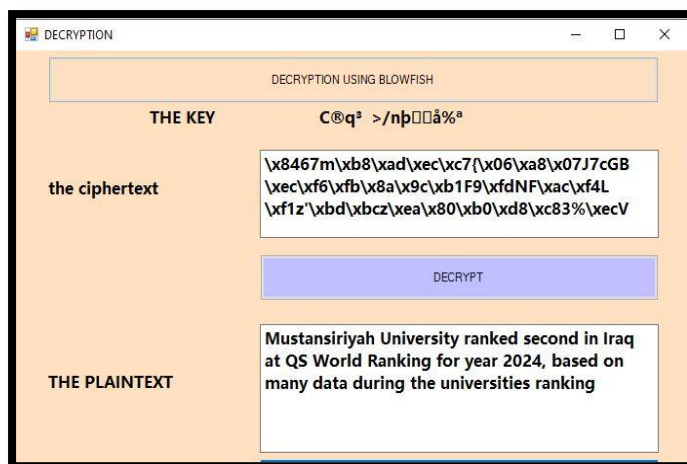 DECRYPTION
DECRYPTION USING BLOWFISH
THE KEY C®q³ >/nþ▯▯å%ª
the ciphertext
\x8467m\xb8\xad\xec\xc7{\x06\xa8\x07J7cGB
\xec\xf6\xfb\x8a\x9c\xb1F9\xfdNF\xac\xf4L
\xf1z'\xbd\xbcz\xea\x80\xb0\xd8\xc83%\xecV
DECRYPT
THE PLAINTEXT
Mustansiriyah University ranked second in Iraq
at QS World Ranking for year 2024, based on
many data during the universities ranking